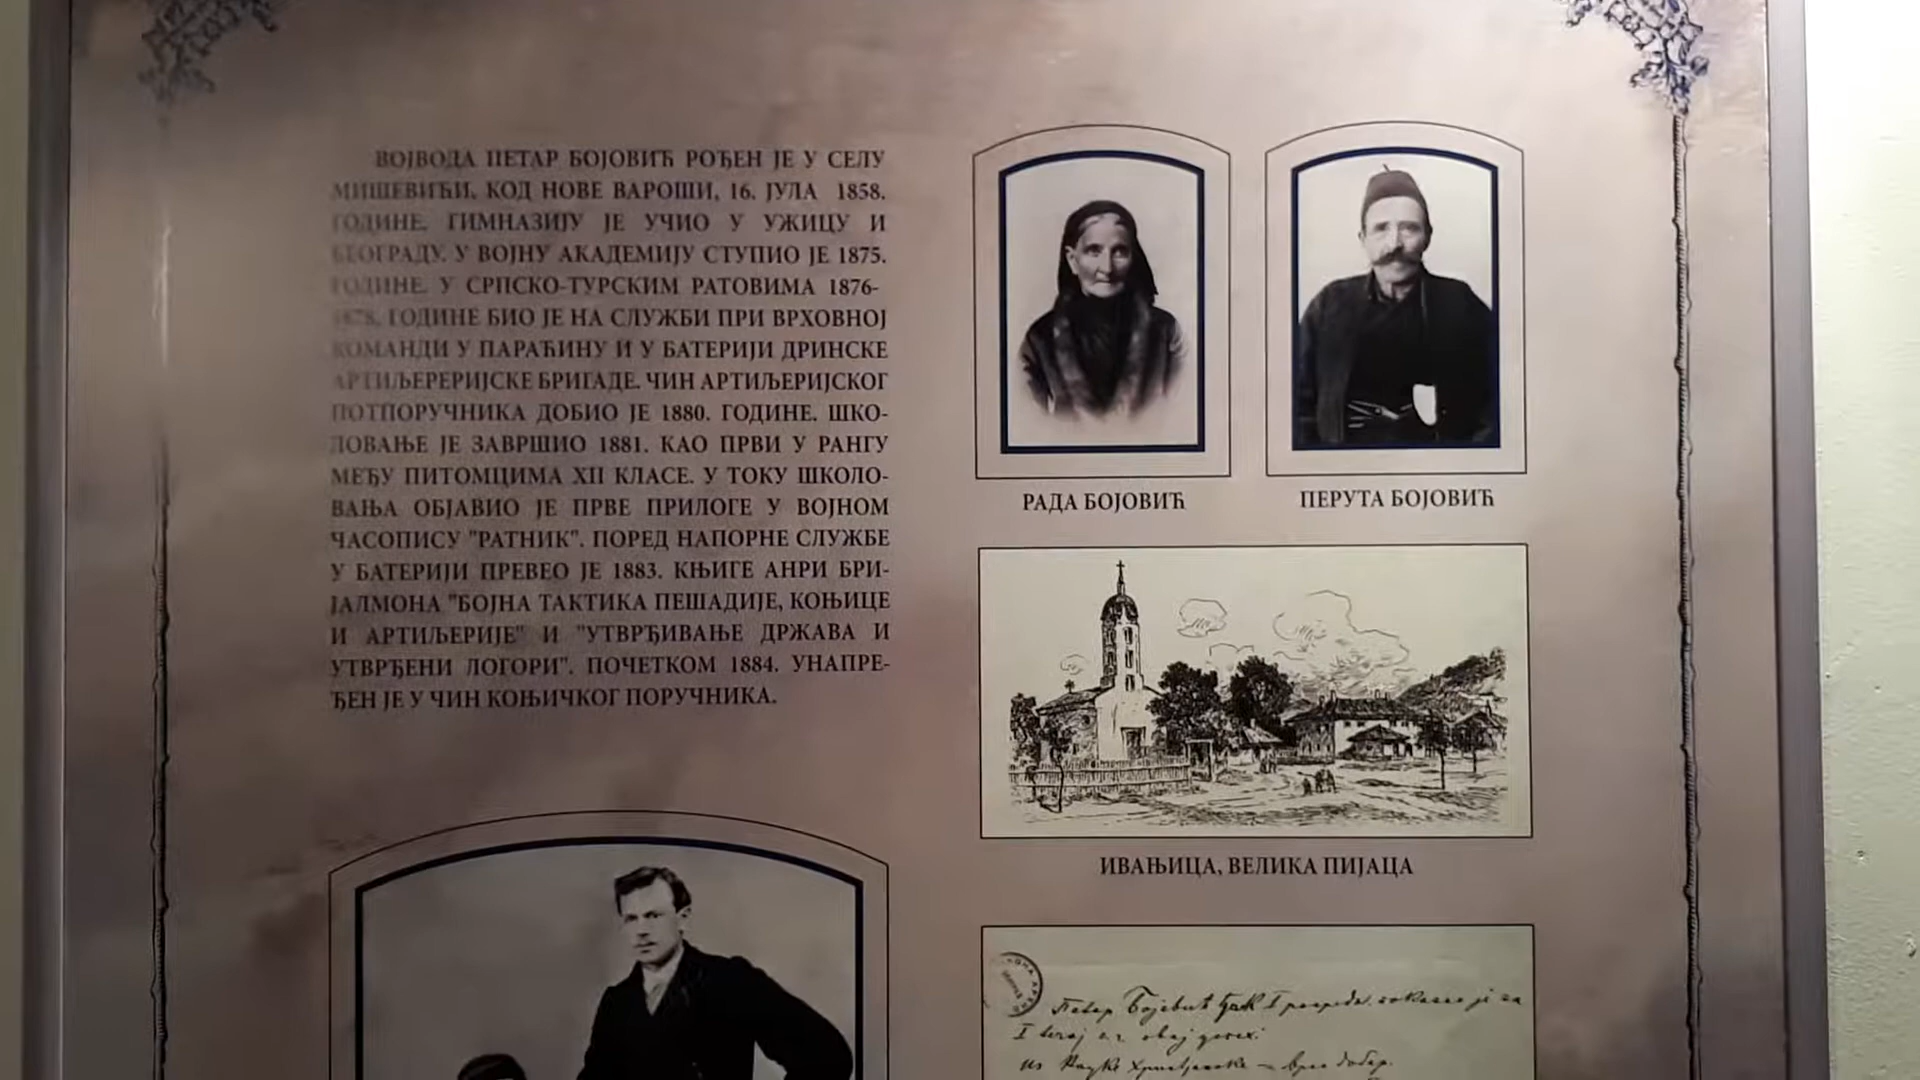 ВОЈВОДА ПЕТАР БОЈОВИЋ РОЂЕН ЈЕ У СЕЛУ
МИШЕВИЋИ, КОД НОВЕ ВАРОШИ, 16. ЈУЛА 1858.
ГОДИНЕ. ГИМНАЗИЈУ ЈЕ УЧИО У УЖИЦУ И
БЕОГРАДУ. У ВОЈНУ АКАДЕМИЈУ СТУПИО ЈЕ 1875.
ГОДИНЕ. У СРПСКО-ТУРСКИМ РАТОВИМА 1876-
1878. ГОДИНЕ БИО ЈЕ НА СЛУЖБИ ПРИ ВРХОВНОЈ
КОМАНДИ У ПАРАЋИНУ И У БАТЕРИЈИ ДРИНСКЕ
АРТИЉЕРЕРИЈСКЕ БРИГАДЕ. ЧИН АРТИЉЕРИЈСКОГ
ПОТПОРУЧНИКА ДОБИО ЈЕ 1880. ГОДИНЕ. ШКО-
ЛОВАЊЕ ЈЕ ЗАВРШИО 1881. КАО ПРВИ У РАНГУ
МЕЂУ ПИТОМЦИМА XII КЛАСЕ. У ТОКУ ШКОЛО-
ВАЊА ОБЈАВИО ЈЕ ПРВЕ ПРИЛОГЕ У ВОЈНОМ
ЧАСОПИСУ "РАТНИК". ПОРЕД НАПОРНЕ СЛУЖБЕ
У БАТЕРИЈИ ПРЕВЕО ЈЕ 1883. КЊИГЕ АНРИ БРИ-
ЈАЛМОНА "БОЈНА ТАКТИКА ПЕШАДИЈЕ, КОЊИЦЕ
И АРТИЉЕРИЈЕ" И "УТВРЂИВАЊЕ ДРЖАВА И
УТВРЂЕНИ ЛОГОРИ". ПОЧЕТКОМ 1884. УНАПРЕ-
ЂЕН ЈЕ У ЧИН КОЊИЧКОГ ПОРУЧНИКА.
РАДА БОЈОВИЋ
ПЕРУТА БОЈОВИЋ
ИВАЊИЦА, ВЕЛИКА ПИЈАЦА
Петар Бојовић ђак I